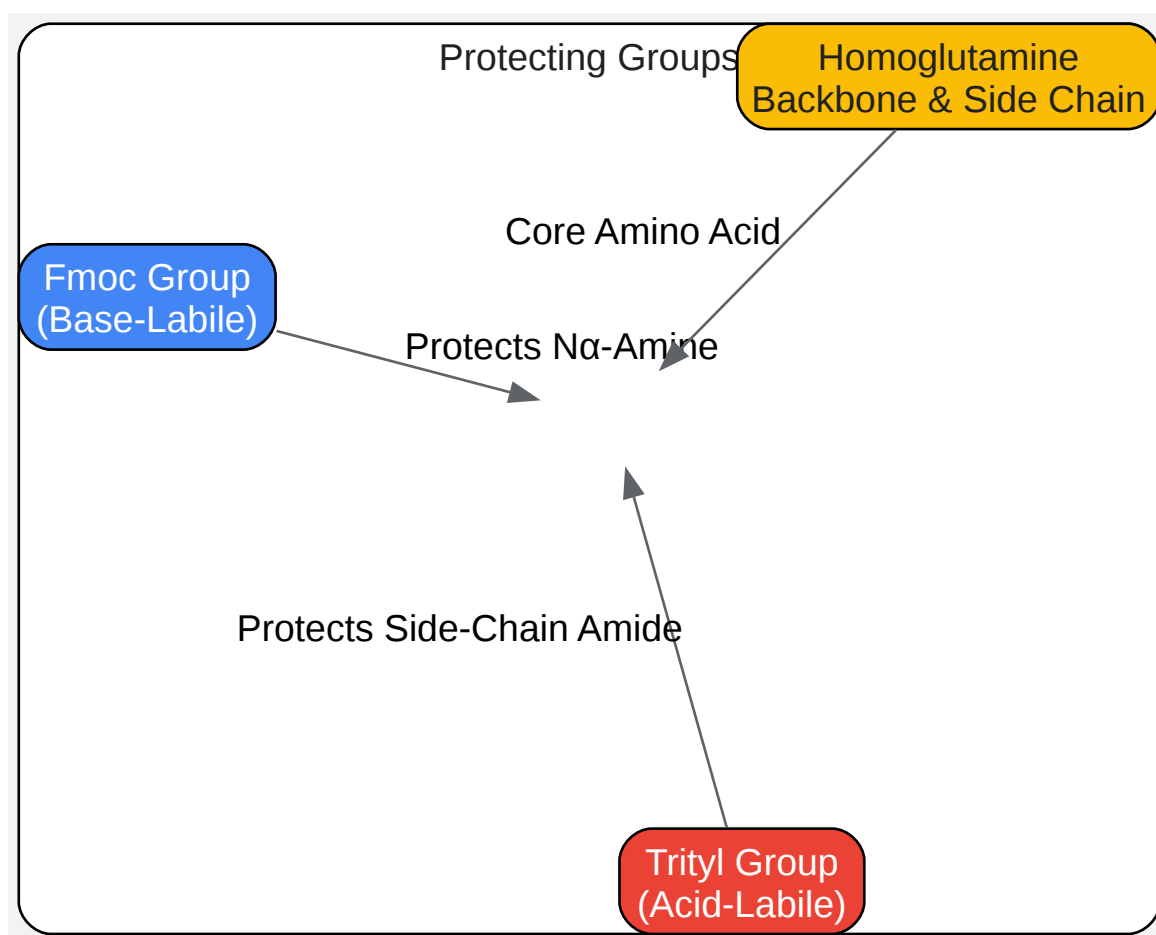 Protecting Groups
Homoglutamine
Backbone & Side Chain
Core Amino Acid
Fmoc Group
(Base-Labile)
Protects Nα-Amine
Protects Side-Chain Amide
Trityl Group
(Acid-Labile)